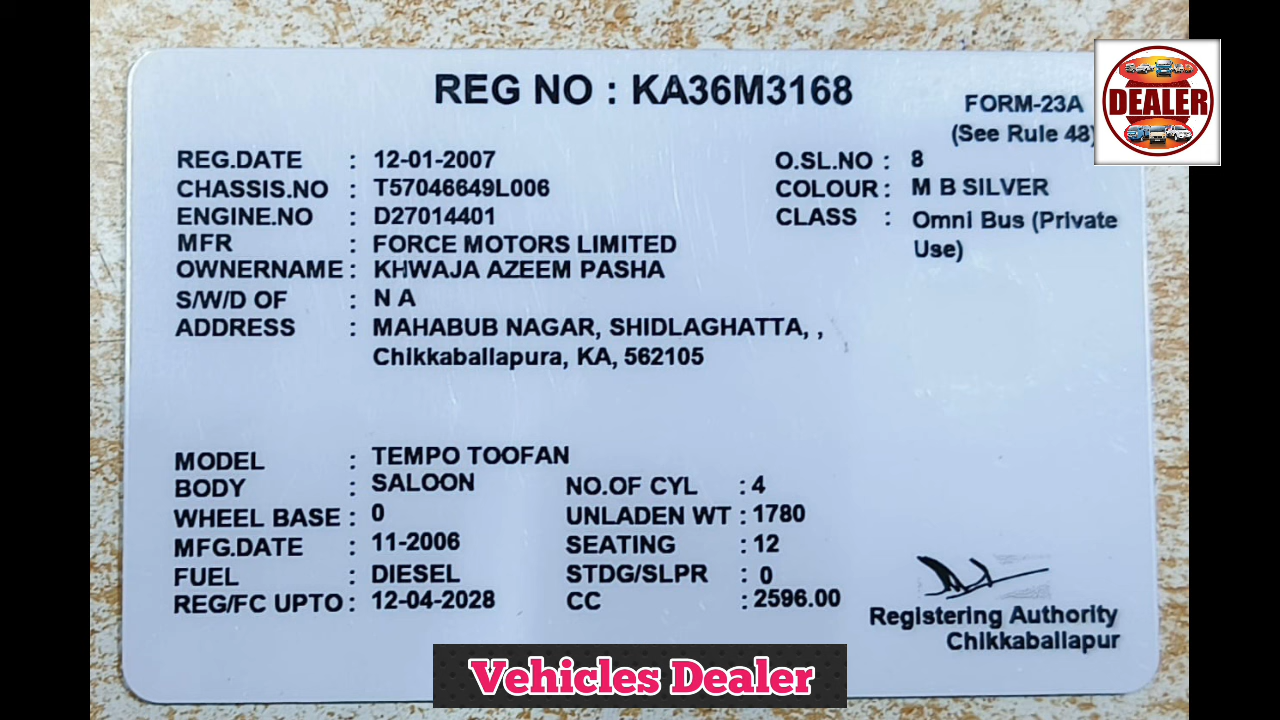 REG NO : KA36M3168
FORM-23A
(See Rule 48)
DEALER
REG.DATE : 12-01-2007
O.SL.NO : 8
CHASSIS.NO : T57046649L006
COLOUR : M B SILVER
ENGINE.NO : D27014401
CLASS : Omni Bus (Private
Use)
MFR : FORCE MOTORS LIMITED
OWNERNAME : KHWAJA AZEEM PASHA
S/W/D OF : N A
ADDRESS : MAHABUB NAGAR, SHIDLAGHATTA, ,
Chikkaballapura, KA, 562105
MODEL : TEMPO TOOFAN
BODY : SALOON
NO.OF CYL : 4
WHEEL BASE : 0
UNLADEN WT : 1780
MFG.DATE : 11-2006
SEATING : 12
FUEL : DIESEL
STDG/SLPR : 0
REG/FC UPTO : 12-04-2028
CC : 2596.00
Registering Authority
Chikkaballapur
Vehicles Dealer